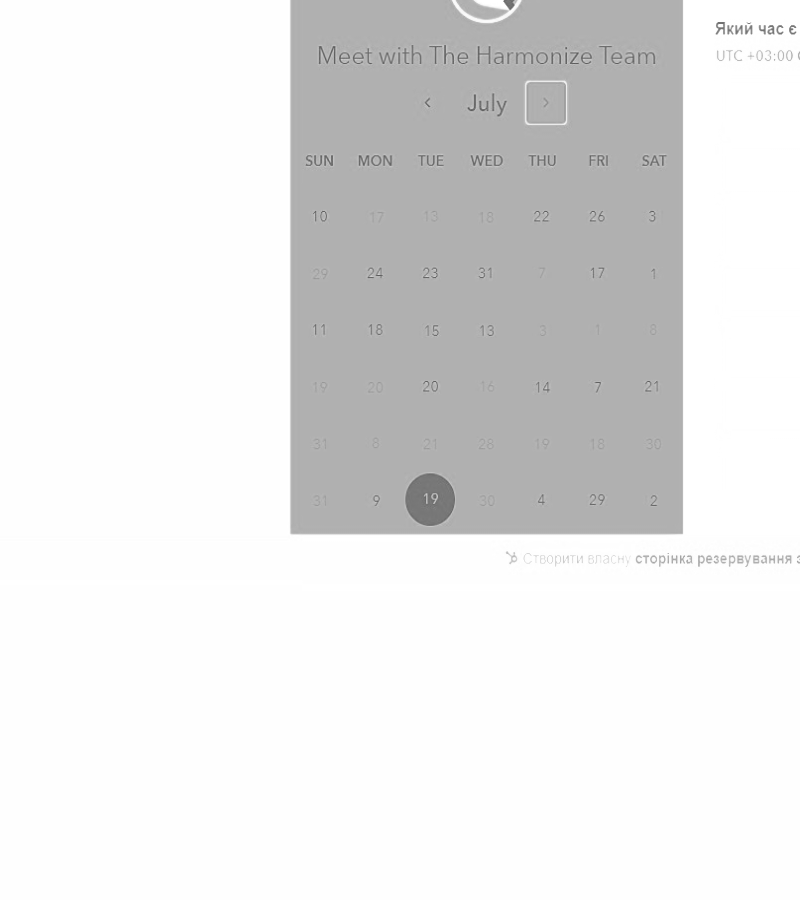 Який час є
Meet with The Harmonize Team
UTC +03:00
July
SUN MON TUE WED THU FRI SAT
10 17 13 18 22 26 3
29 24 23 31 7 17 1
11 18 15 13 3 1 8
19 20 20 16 14 7 21
31 8 21 28 19 18 30
31 9 19 30 4 29 2
Створити власну сторінка резервування з